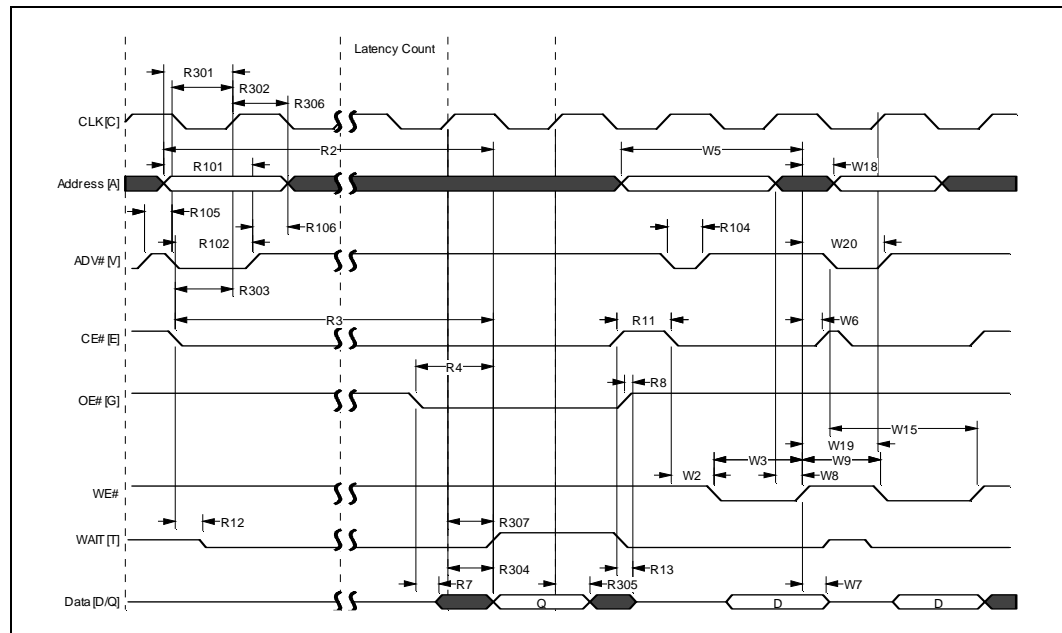 Latency Count
R301
R302
R306
CLK[C]
R2
W5
R101
W18
Address [A]
R105
R106
R104
R102
W20
ADV# [V]
R303
R3
R11
W6
CE# [E]
R4
R8
OE# [G]
W15
W19
W3
W9
W2
W8
WE#
R12
R307
WAIT [T]
R304
R13
R7
R305
W7
Data [D/Q]
Q
D
D